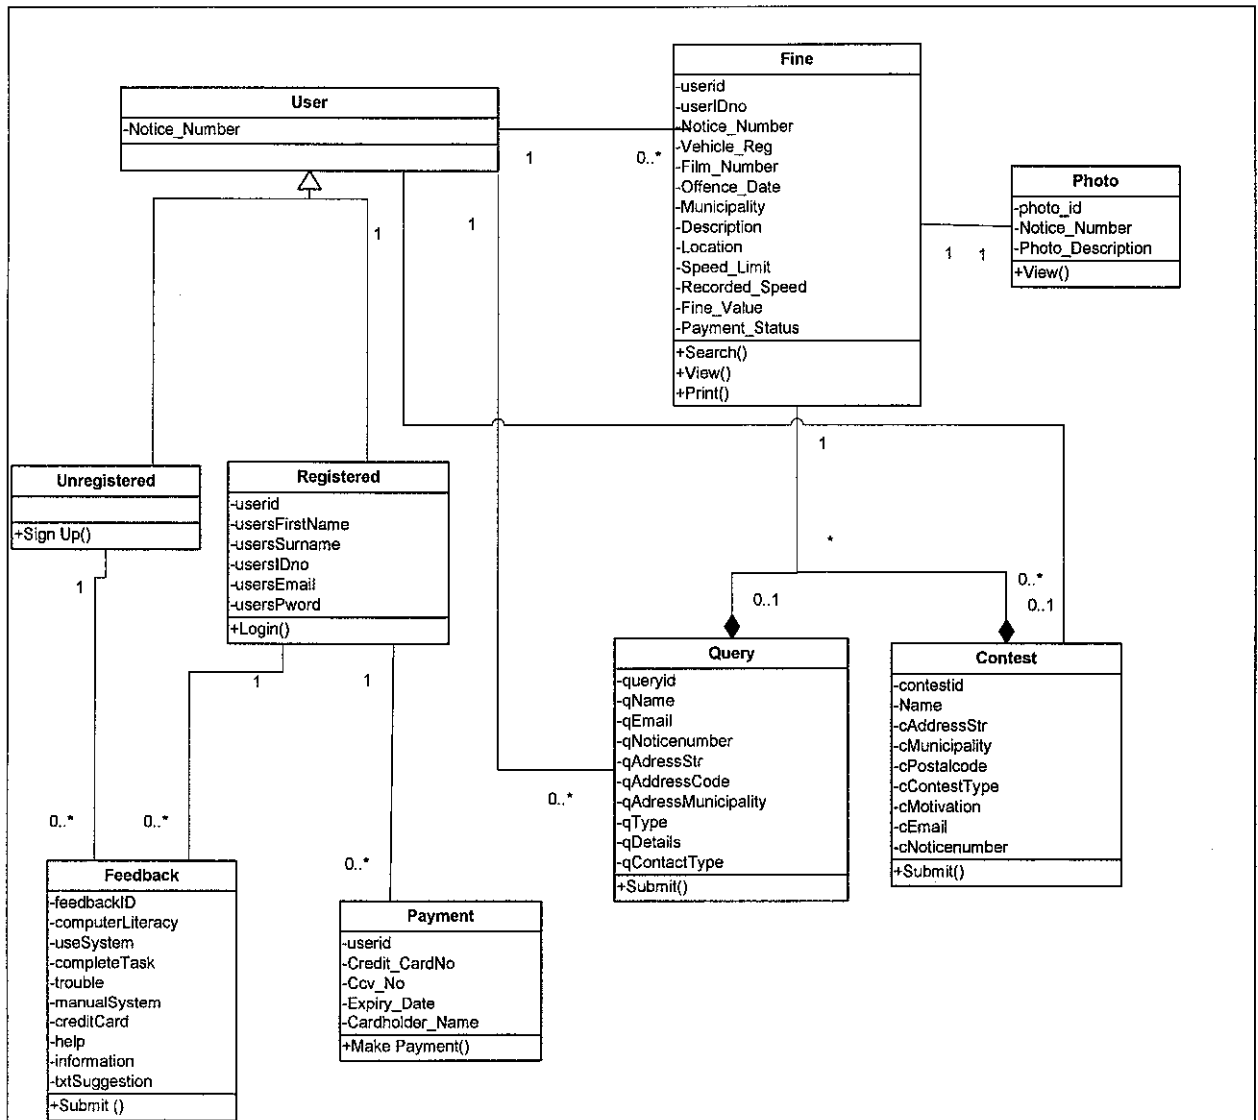 User
-Notice_Number
1
0..*
Fine
-userid
-userIDno
-Notice_Number
-Vehicle_Reg
-Film_Number
-Offence_Date
-Municipality
-Description
-Location
-Speed_Limit
-Recorded_Speed
-Fine_Value
-Payment_Status
+Search()
+View()
+Print()
1 1
Photo
-photo_id
-Notice_Number
-Photo_Description
+View()
1
1
1
*
0..1
0..*
0..1
Unregistered
+Sign Up()
1
Registered
-userid
-usersFirstName
-usersSurname
-usersIDno
-usersEmail
-usersPword
+Login()
1
1
0..*
0..*
0..*
0..*
Query
-queryid
-qName
-qEmail
-qNoticenumber
-qAdressStr
-qAddressCode
-qAdressMunicipality
-qType
-qDetails
-qContactType
+Submit()
Contest
-contestid
-Name
-cAddressStr
-cMunicipality
-cPostalcode
-cContestType
-cMotivation
-cEmail
-cNoticenumber
+Submit()
Feedback
-feedbackID
-computerLiteracy
-useSystem
-completeTask
-trouble
-manualSystem
-creditCard
-help
-information
-txtSuggestion
+Submit ()
Payment
-userid
-Credit_CardNo
-Ccv_No
-Expiry_Date
-Cardholder_Name
+Make Payment()